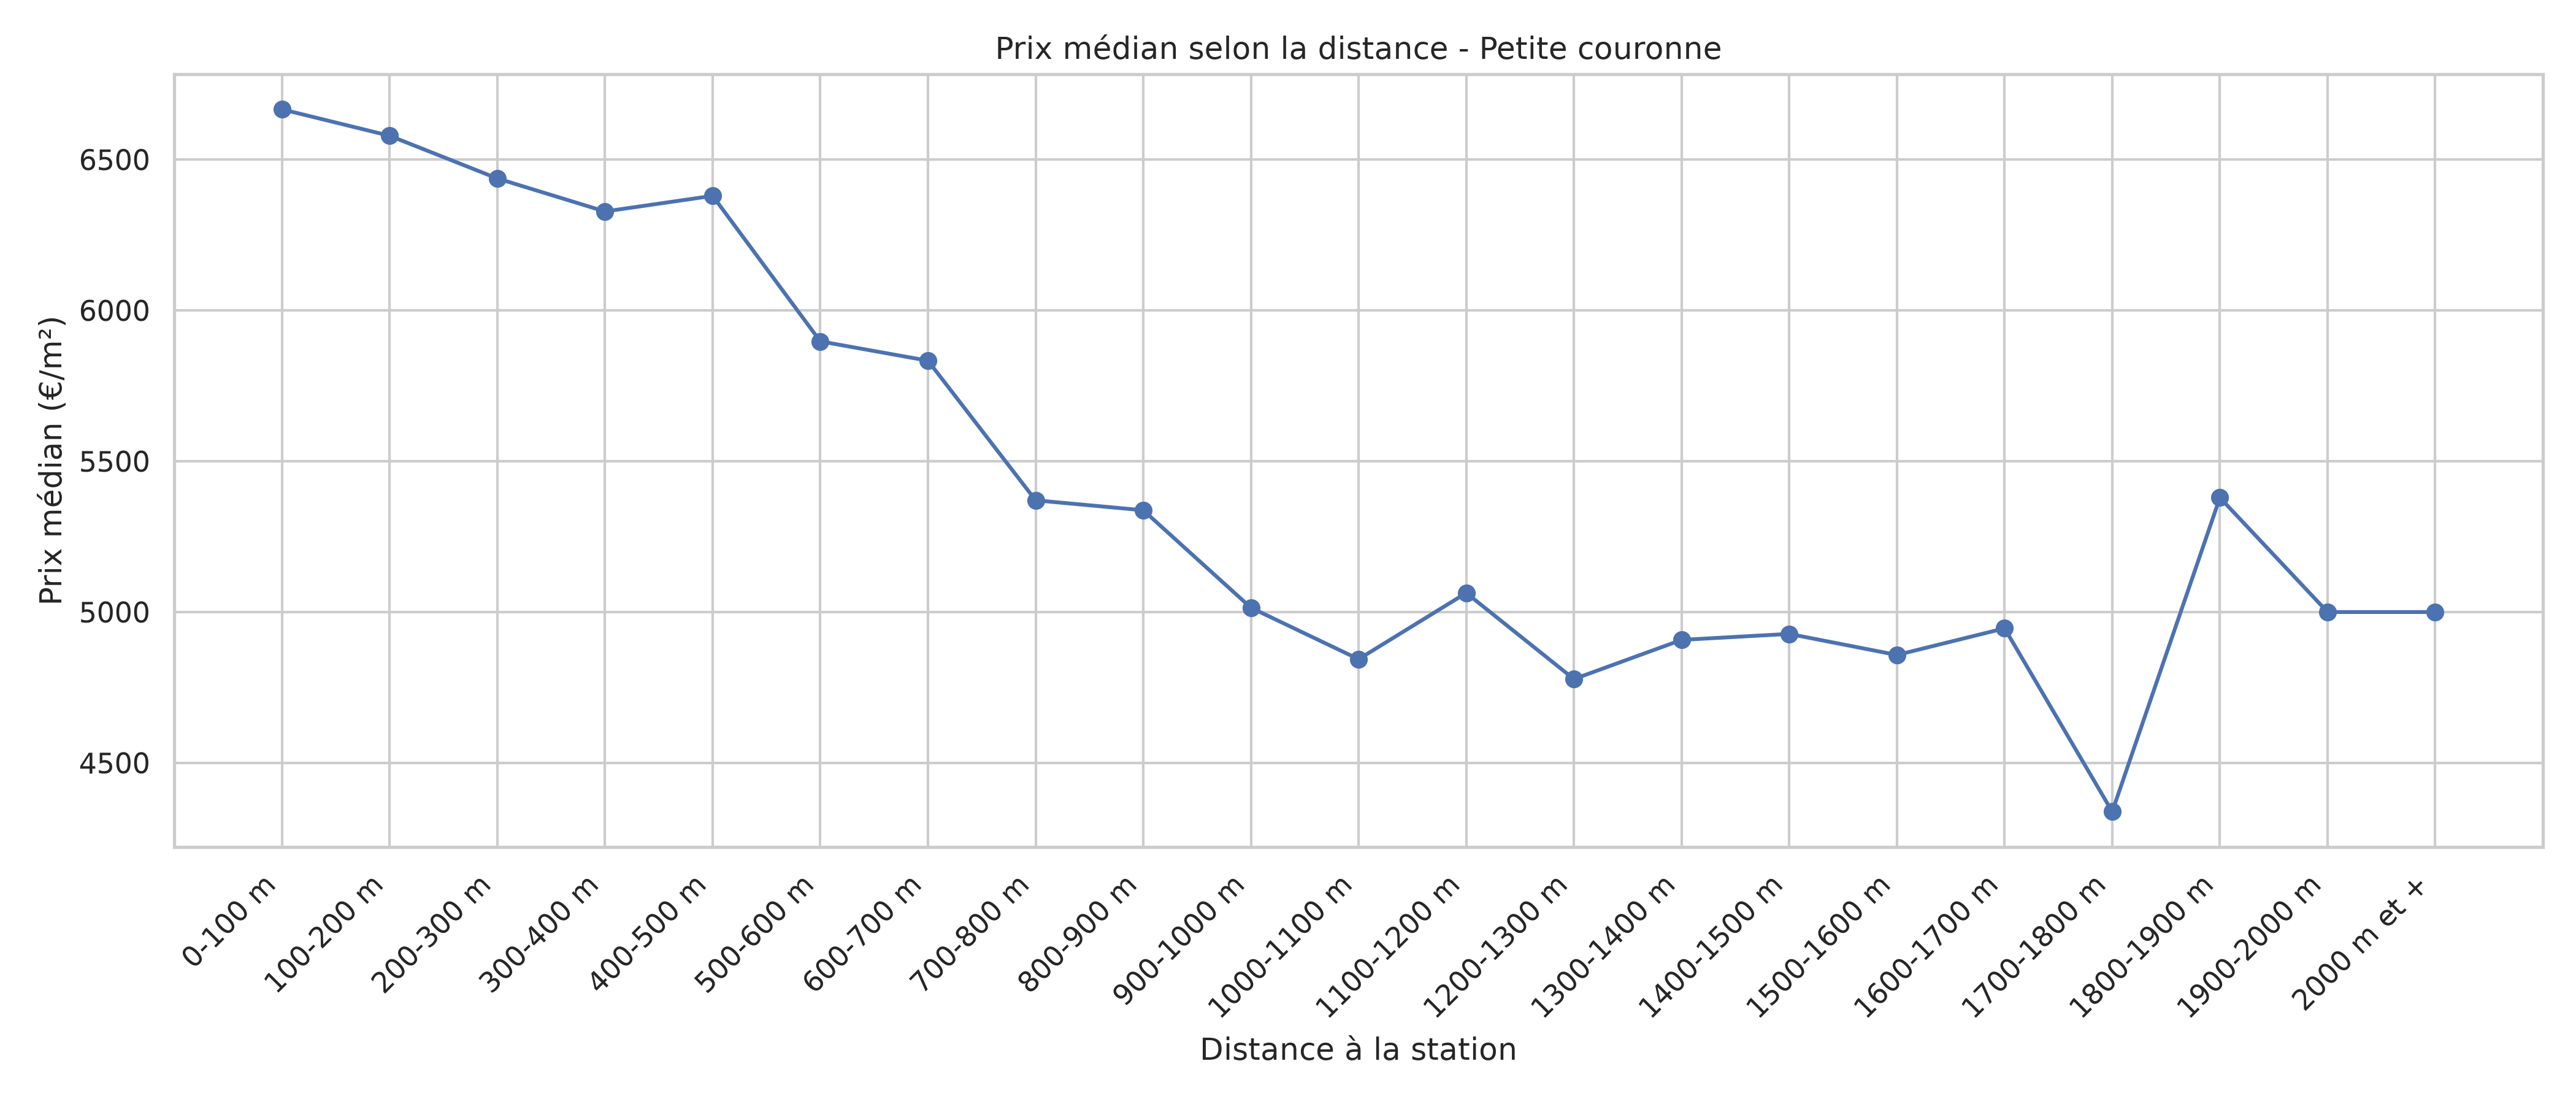 Prix médian selon la distance - Petite couronne
Prix médian (€/m²)
6500
6000
5500
5000
4500
0-100 m
100-200 m
200-300 m
300-400 m
400-500 m
500-600 m
600-700 m
700-800 m
800-900 m
900-1000 m
1000-1100 m
1100-1200 m
1200-1300 m
1300-1400 m
1400-1500 m
1500-1600 m
1600-1700 m
1700-1800 m
1800-1900 m
1900-2000 m
2000 m et +
Distance à la station